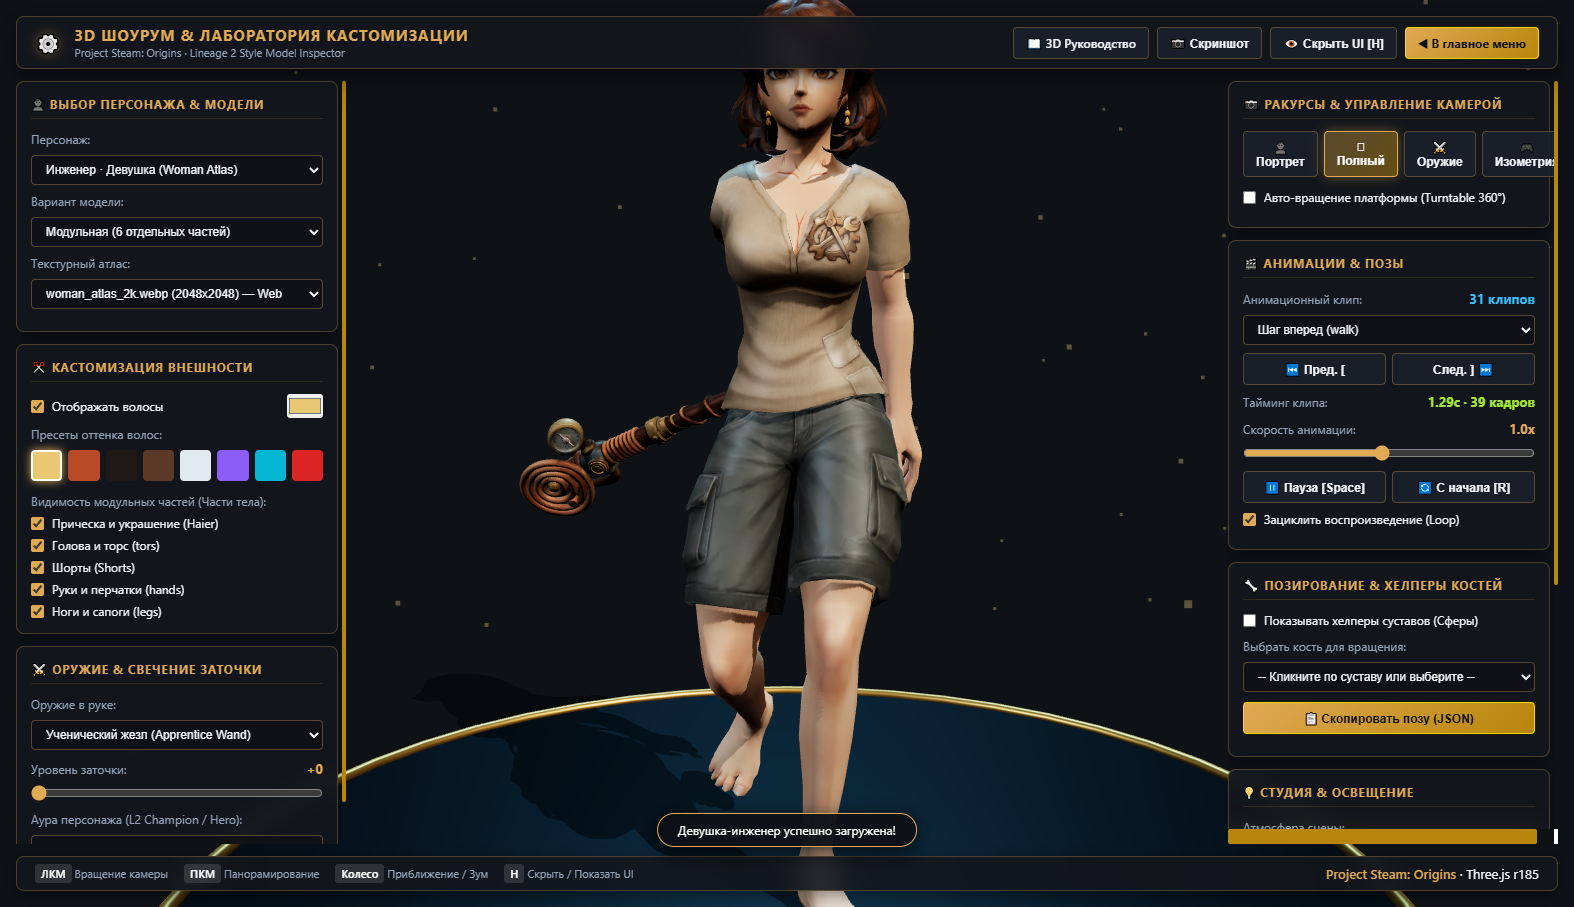 3D ШОУРУМ & ЛАБОРАТОРИЯ КАСТОМИЗАЦИИ
Project Steam: Origins · Lineage 2 Style Model Inspector
3D Руководство
Скриншот
Скрыть UI [H]
◀ В главное меню
ВЫБОР ПЕРСОНАЖА & МОДЕЛИ
Персонаж:
Инженер - Девушка (Woman Atlas)
Вариант модели:
Модульная (6 отдельных частей)
Текстурный атлас:
woman_atlas_2k.webp (2048x2048) — Web
КАСТОМИЗАЦИЯ ВНЕШНОСТИ
Отображать волосы
Пресеты оттенка волос:
Видимость модульных частей (Части тела):
Прическа и украшение (Haier)
Голова и торс (tors)
Шорты (Shorts)
Руки и перчатки (hands)
Ноги и сапоги (legs)
ОРУЖИЕ & СВЕЧЕНИЕ ЗАТОЧКИ
Оружие в руке:
Ученический жезл (Apprentice Wand)
Уровень заточки: +0
Аура персонажа (L2 Champion / Hero):
РАКУРСЫ & УПРАВЛЕНИЕ КАМЕРОЙ
Портрет
Полный
Оружие
Изометрия
Авто-вращение платформы (Turntable 360°)
АНИМАЦИИ & ПОЗЫ
Анимационный клип: 31 клипов
Шаг вперед (walk)
Пред. [
След. ]
Тайминг клипа: 1.29с · 39 кадров
Скорость анимации: 1.0x
Пауза [Space]
С начала [R]
Зациклить воспроизведение (Loop)
ПОЗИРОВАНИЕ & ХЕЛПЕРЫ КОСТЕЙ
Показывать хелперы суставов (Сферы)
Выбрать кость для вращения:
-- Кликните по суставу или выберите --
Скопировать позу (JSON)
СТУДИЯ & ОСВЕЩЕНИЕ
Атмосфера сцены:
Девушка-инженер успешно загружена!
ЛКМ Вращение камеры
ПКМ Панорамирование
Колесо Приближение / Зум
H Скрыть / Показать UI
Project Steam: Origins · Three.js r185